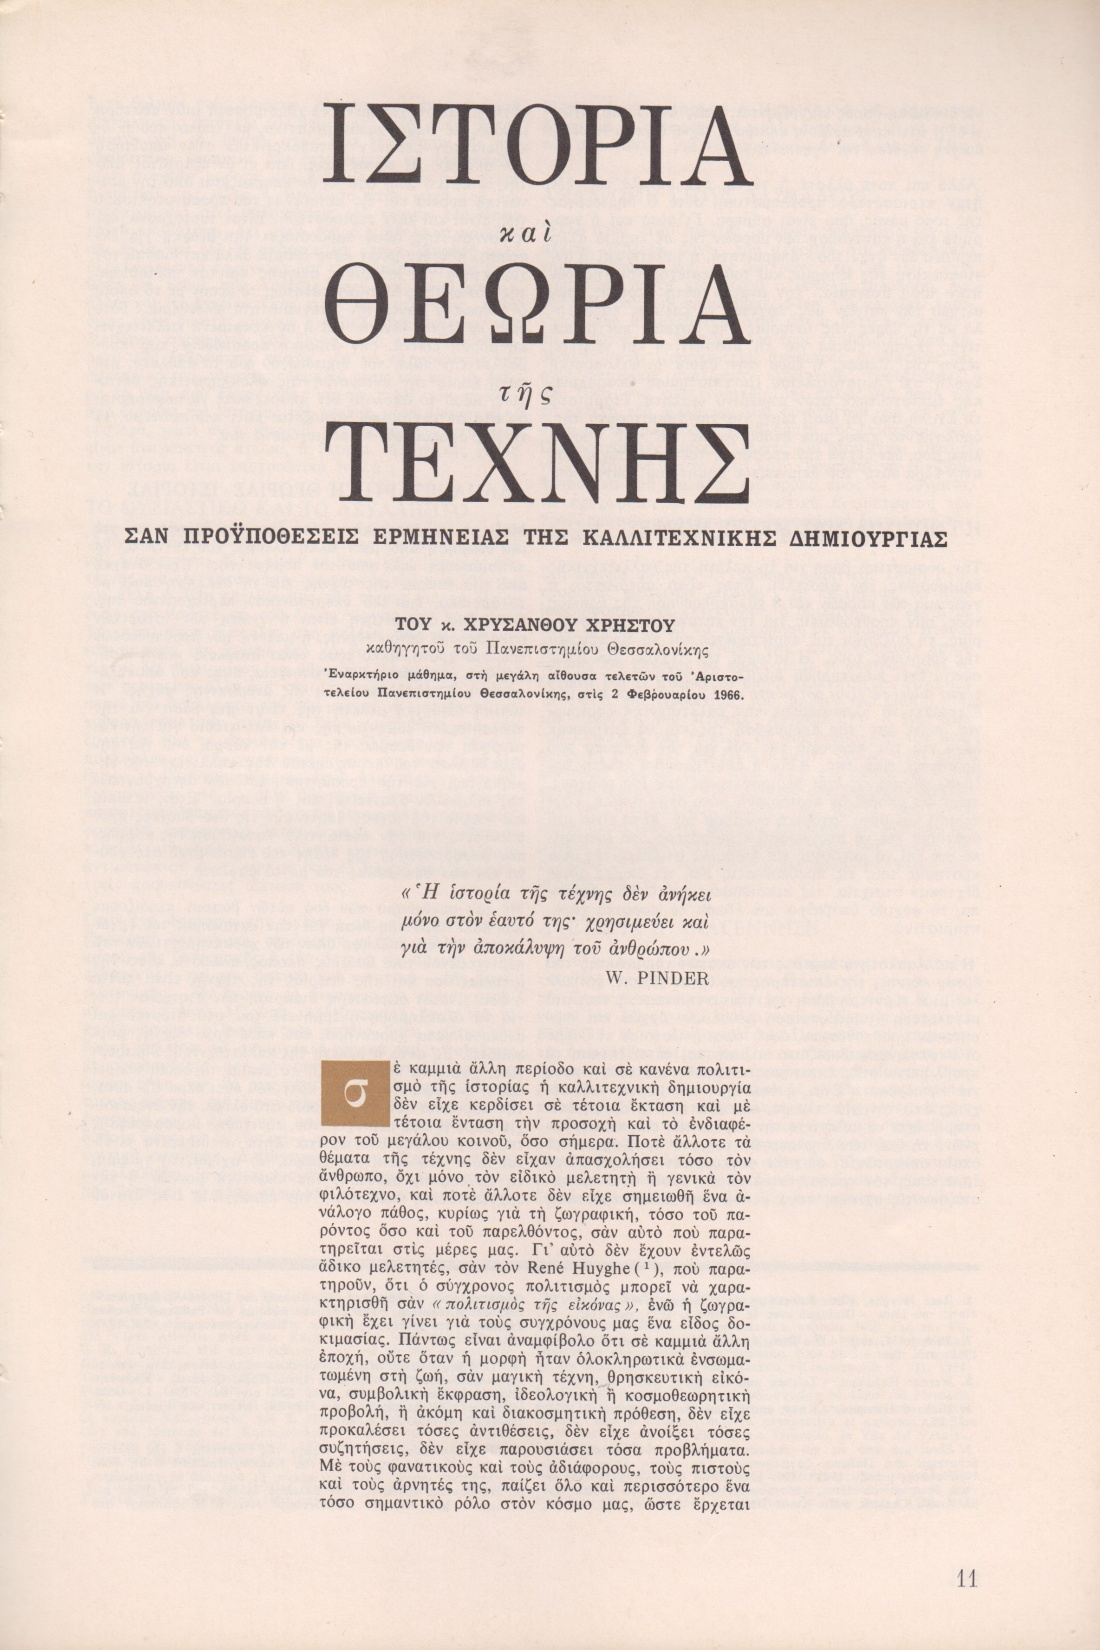 ΙΣΤΟΡΙΑ
καὶ
ΘΕΩΡΙΑ
τῆς
ΤΕΧΝΗΣ
ΣΑΝ ΠΡΟΫΠΟΘΕΣΕΙΣ ΕΡΜΗΝΕΙΑΣ ΤΗΣ ΚΑΛΛΙΤΕΧΝΙΚΗΣ ΔΗΜΙΟΥΡΓΙΑΣ
ΤΟΥ κ. ΧΡΥΣΑΝΘΟΥ ΧΡΗΣΤΟΥ
καθηγητοῦ τοῦ Πανεπιστημίου Θεσσαλονίκης
Ἐναρκτήριο μάθημα, στὴ μεγάλη αἴθουσα τελετῶν τοῦ Ἀριστο-
τελείου Πανεπιστημίου Θεσσαλονίκης, στὶς 2 Φεβρουαρίου 1966.
«Ἡ ἱστορία τῆς τέχνης δὲν ἀνήκει
μόνο στὸν ἑαυτό της· χρησιμεύει καὶ
γιὰ τὴν ἀποκάλυψη τοῦ ἀνθρώπου.»
W. PINDER
σὲ καμμιὰ ἄλλη περίοδο καὶ σὲ κανένα πολιτι-
σμὸ τῆς ἱστορίας ἡ καλλιτεχνικὴ δημιουργία
δὲν εἶχε κερδίσει σὲ τέτοια ἔκταση καὶ μὲ
τέτοια ἔνταση τὴν προσοχὴ καὶ τὸ ἐνδιαφέ-
ρον τοῦ μεγάλου κοινοῦ, ὅσο σήμερα. Ποτὲ ἄλλοτε τὰ
θέματα τῆς τέχνης δὲν εἶχαν ἀπασχολήσει τόσο τὸν
ἄνθρωπο, ὄχι μόνο τὸν εἰδικὸ μελετητὴ ἢ γενικὰ τὸν
φιλότεχνο, καὶ ποτὲ ἄλλοτε δὲν εἶχε σημειωθῆ ἕνα ἀ-
νάλογο πάθος, κυρίως γιὰ τὴ ζωγραφική, τόσο τοῦ πα-
ρόντος ὅσο καὶ τοῦ παρελθόντος, σὰν αὐτὸ ποὺ παρα-
τηρεῖται στὶς μέρες μας. Γι' αὐτὸ δὲν ἔχουν ἐντελῶς
ἄδικο μελετητές, σὰν τὸν René Huyghe (¹), ποὺ παρα-
τηροῦν, ὅτι ὁ σύγχρονος πολιτισμὸς μπορεῖ νὰ χαρα-
κτηρισθῆ σὰν «πολιτισμὸς τῆς εἰκόνας», ἐνῶ ἡ ζωγρα-
φικὴ ἔχει γίνει γιὰ τοὺς συγχρόνους μας ἕνα εἶδος δο-
κιμασίας. Πάντως εἶναι ἀναμφίβολο ὅτι σὲ καμμιὰ ἄλλη
ἐποχή, οὔτε ὅταν ἡ μορφὴ ἦταν ὁλοκληρωτικὰ ἐνσωμα-
τωμένη στὴ ζωή, σὰν μαγικὴ τέχνη, θρησκευτικὴ εἰκό-
να, συμβολικὴ ἔκφραση, ἰδεολογικὴ ἢ κοσμοθεωρητικὴ
προβολή, ἢ ἀκόμη καὶ διακοσμητικὴ πρόθεση, δὲν εἶχε
προκαλέσει τόσες ἀντιθέσεις, δὲν εἶχε ἀνοίξει τόσες
συζητήσεις, δὲν εἶχε παρουσιάσει τόσα προβλήματα.
Μὲ τοὺς φανατικοὺς καὶ τοὺς ἀδιάφορους, τοὺς πιστοὺς
καὶ τοὺς ἀρνητές της, παίζει ὅλο καὶ περισσότερο ἕνα
τόσο σημαντικὸ ρόλο στὸν κόσμο μας, ὥστε ἔρχεται
11